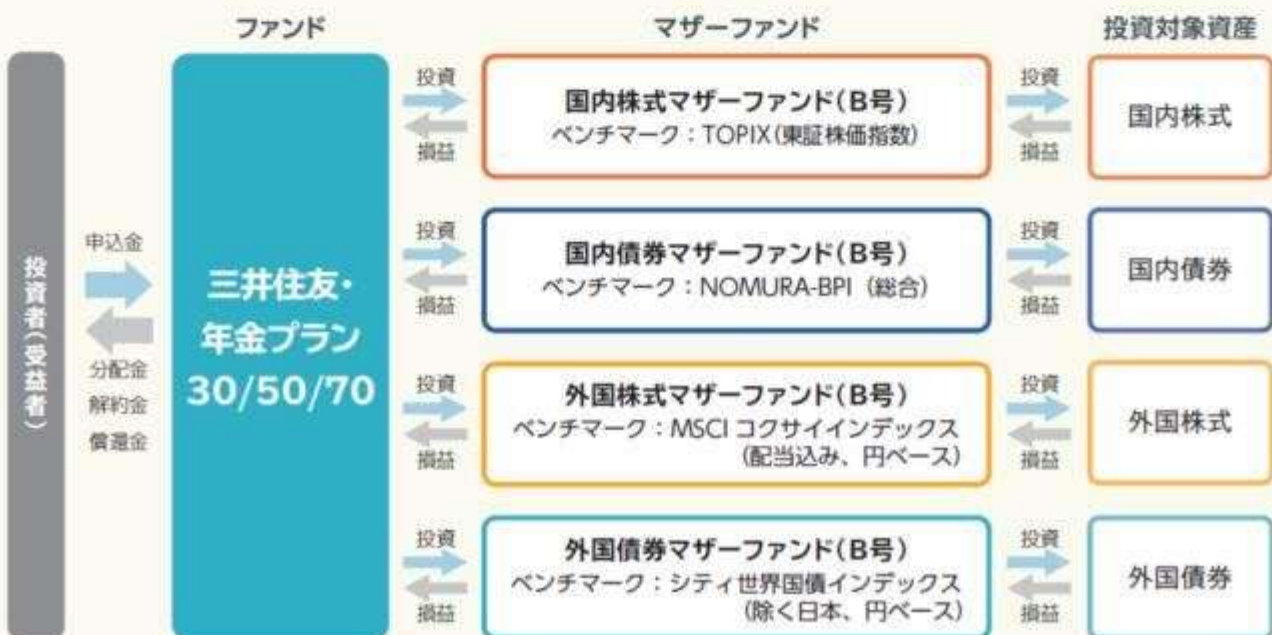 ファンド
マザーファンド
投資対象資産
投資者(受益者)
申込金
分配金
解約金
償還金
三井住友・
年金プラン
30/50/70
投資
損益
国内株式マザーファンド(B号)
ベンチマーク:TOPIX(東証株価指数)
投資
損益
国内株式
投資
損益
国内債券マザーファンド(B号)
ベンチマーク:NOMURA-BPI (総合)
投資
損益
国内債券
投資
損益
外国株式マザーファンド(B号)
ベンチマーク:MSCI コクサイインデックス
(配当込み、円ベース)
投資
損益
外国株式
投資
損益
外国債券マザーファンド(B号)
ベンチマーク:シティ世界国債インデックス
(除く日本、円ベース)
投資
損益
外国債券